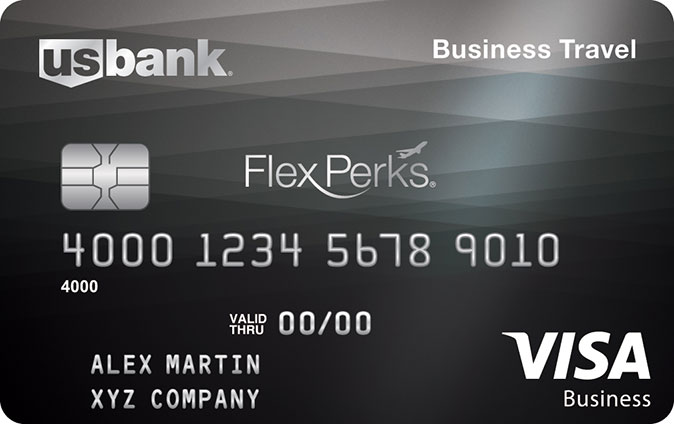 usbank®
Business Travel
FlexPerks®
4000 1234 5678 9010
4000
VALID THRU 00/00
ALEX MARTIN
XYZ COMPANY
VISA
Business